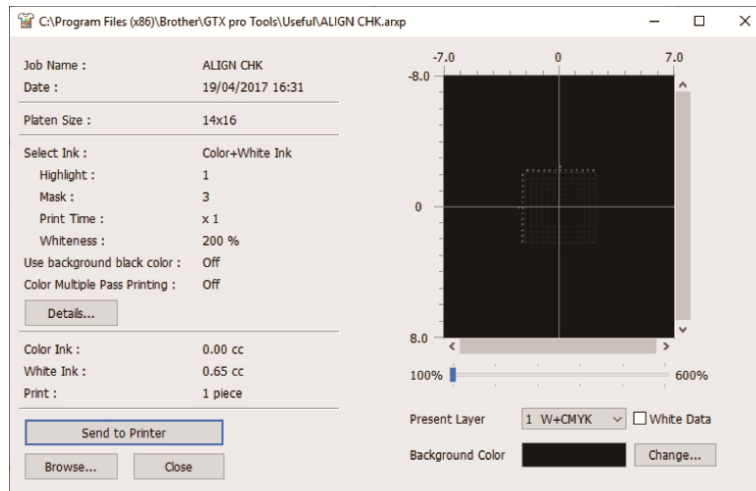 C:\Program Files (x86)\Brother\GTX pro Tools\Useful\ALIGN CHK.arxp
Job Name : ALIGN CHK
Date : 19/04/2017 16:31
Platen Size : 14x16
Select Ink : Color+White Ink
Highlight : 1
Mask : 3
Print Time : x 1
Whiteness : 200 %
Use background black color : Off
Color Multiple Pass Printing : Off
Details...
Color Ink : 0.00 cc
White Ink : 0.65 cc
Print : 1 piece
Send to Printer
Browse... Close
-7.0 0 7.0
-8.0
0
8.0
100% 600%
Present Layer 1 W+CMYK White Data
Background Color Change...